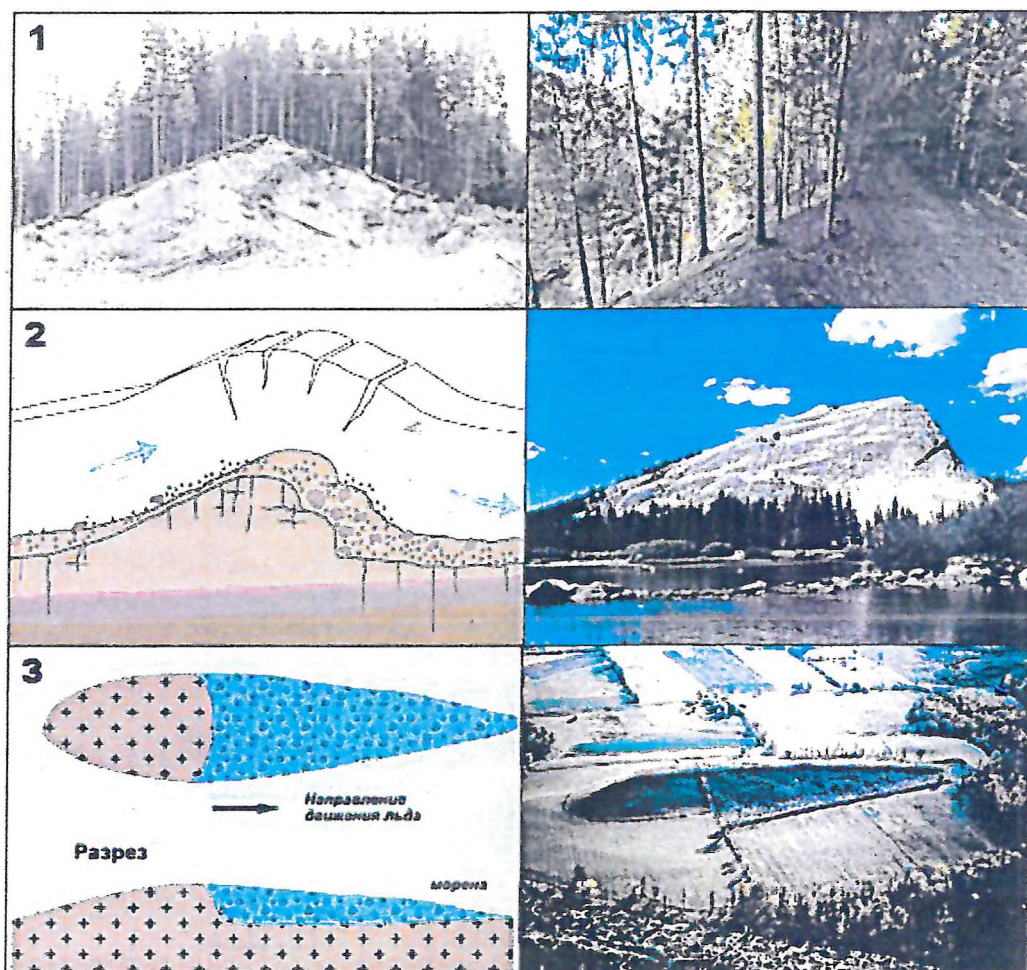 1
2
3
Направление
движения льда
Разрез
морена